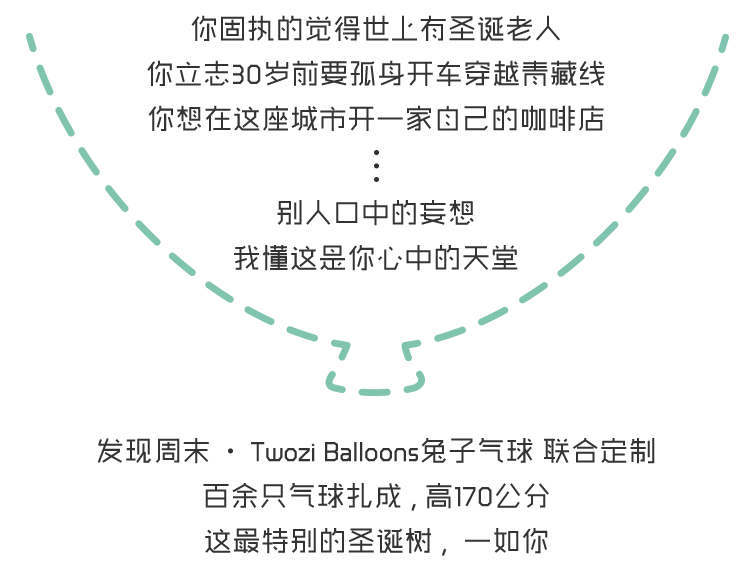 你固执的觉得世上有圣诞老人
你立志30岁前要孤身开车穿越青藏线
你想在这座城市开一家自己的咖啡店
⋮
别人口中的妄想
我懂这是你心中的天堂
发现周末 · Twozi Balloons兔子气球 联合定制
百余只气球扎成 , 高170公分
这最特别的圣诞树 , 一如你